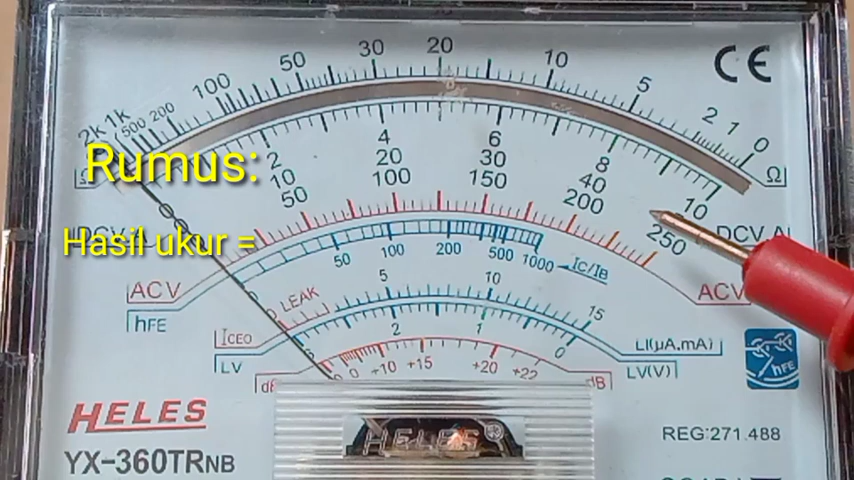 30 20
50 10
100 5
200 2
500 1
1k 0
2k Ω
Ω
Rumus:
2 4 6 8 10
10 20 30 40
50 100 150 200 250
DCV.A
Hasil ukur =
ACV ACV
hFE
50 100 200 500 1000 IC/IB
LEAK 5 10 15
ICEO LI(µA,mA)
LV 2 1 0 LV(V)
dB 0 +10 +15 +20 +22 dB
CE
hFE
HELES
YX-360TRNB
HELES®
REG:271.488